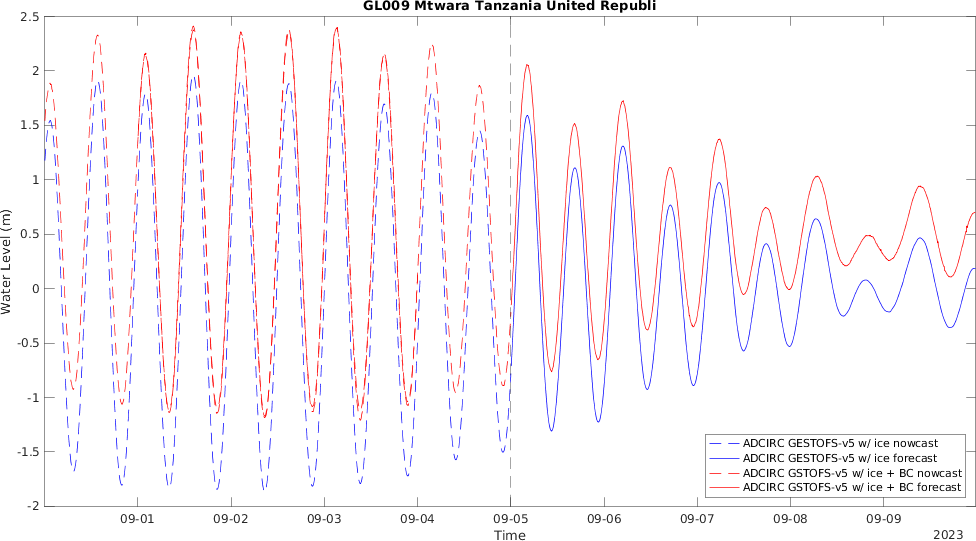 GL009 Mtwara Tanzania United Republi
2.5
2
1.5
1
0.5
0
-0.5
-1
-1.5
-2
Water Level (m)
09-01 09-02 09-03 09-04 09-05 09-06 09-07 09-08 09-09
Time
2023
ADCIRC GESTOFS-v5 w/ ice nowcast
ADCIRC GESTOFS-v5 w/ ice forecast
ADCIRC GSTOFS-v5 w/ ice + BC nowcast
ADCIRC GSTOFS-v5 w/ ice + BC forecast